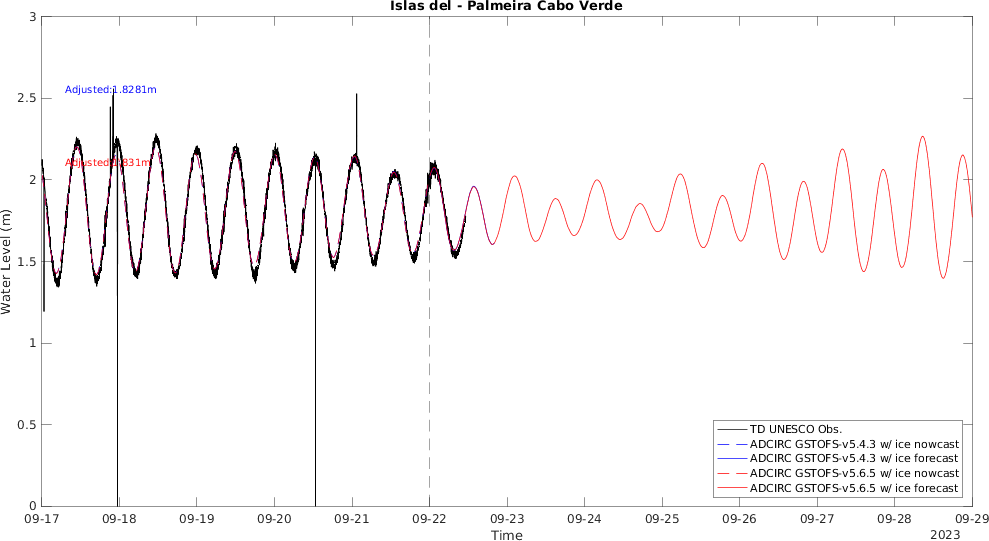 Islas del - Palmeira Cabo Verde
3
2.5
2
1.5
1
0.5
0
Water Level (m)
Adjusted:1.8281m
Adjusted:1.831m
TD UNESCO Obs.
ADCIRC GSTOFS-v5.4.3 w/ ice nowcast
ADCIRC GSTOFS-v5.4.3 w/ ice forecast
ADCIRC GSTOFS-v5.6.5 w/ ice nowcast
ADCIRC GSTOFS-v5.6.5 w/ ice forecast
09-17 09-18 09-19 09-20 09-21 09-22 09-23 09-24 09-25 09-26 09-27 09-28 09-29
Time
2023